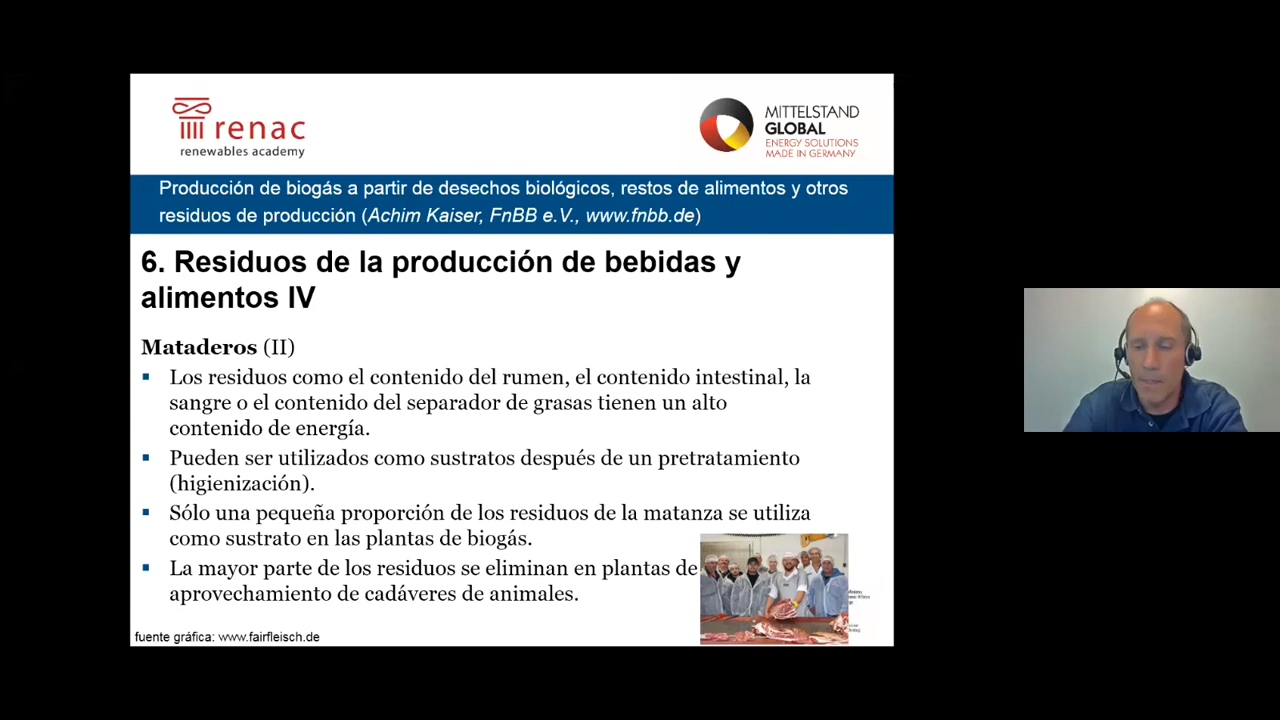 renac
renewables academy
MITTELSTAND
GLOBAL
ENERGY SOLUTIONS
MADE IN GERMANY
Producción de biogás a partir de desechos biológicos, restos de alimentos y otros
residuos de producción (Achim Kaiser, FnBB e.V., www.fnbb.de)
6. Residuos de la producción de bebidas y
alimentos IV
Mataderos (II)
▪ Los residuos como el contenido del rumen, el contenido intestinal, la
sangre o el contenido del separador de grasas tienen un alto
contenido de energía.
▪ Pueden ser utilizados como sustratos después de un pretratamiento
(higienización).
▪ Sólo una pequeña proporción de los residuos de la matanza se utiliza
como sustrato en las plantas de biogás.
▪ La mayor parte de los residuos se eliminan en plantas de
aprovechamiento de cadáveres de animales.
fuente gráfica: www.fairfleisch.de